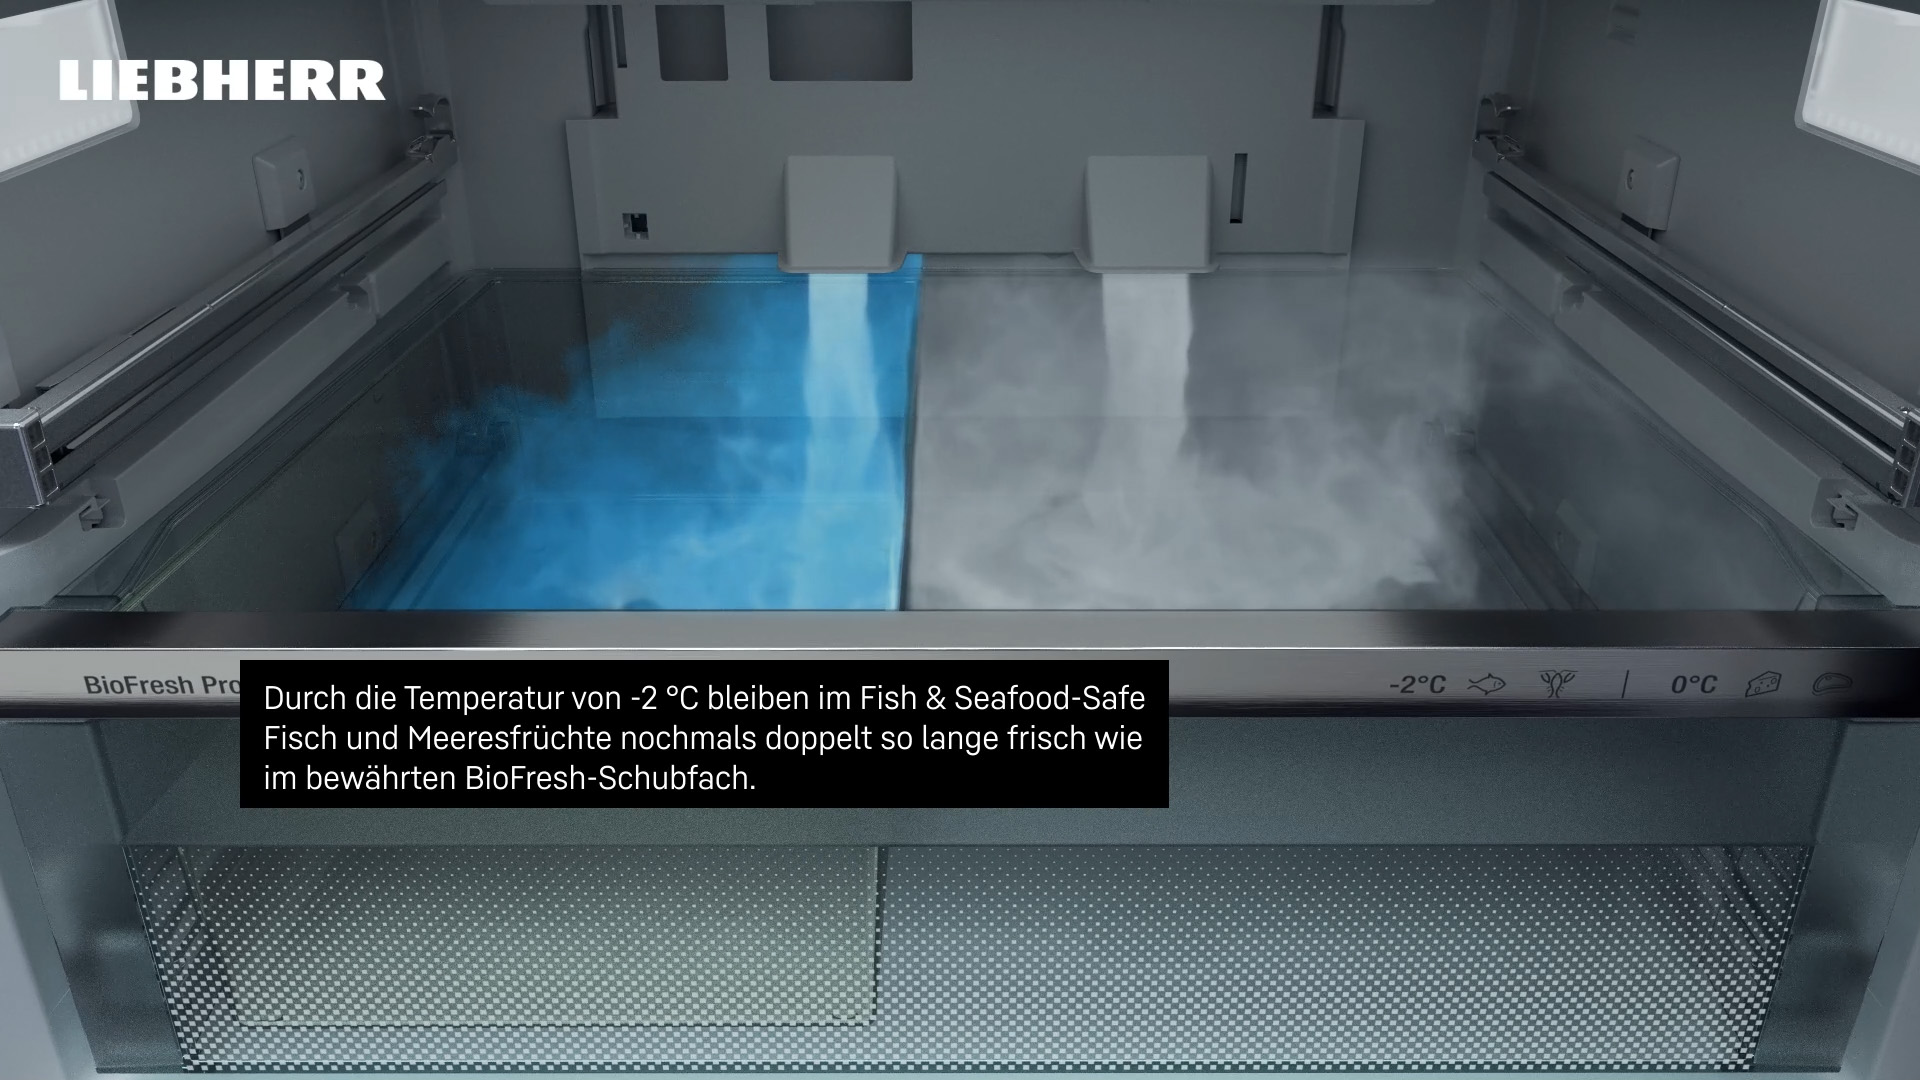 LIEBHERR
BioFresh Pro
-2°C | 0°C
Durch die Temperatur von -2 °C bleiben im Fish & Seafood-Safe
Fisch und Meeresfrüchte nochmals doppelt so lange frisch wie
im bewährten BioFresh-Schubfach.